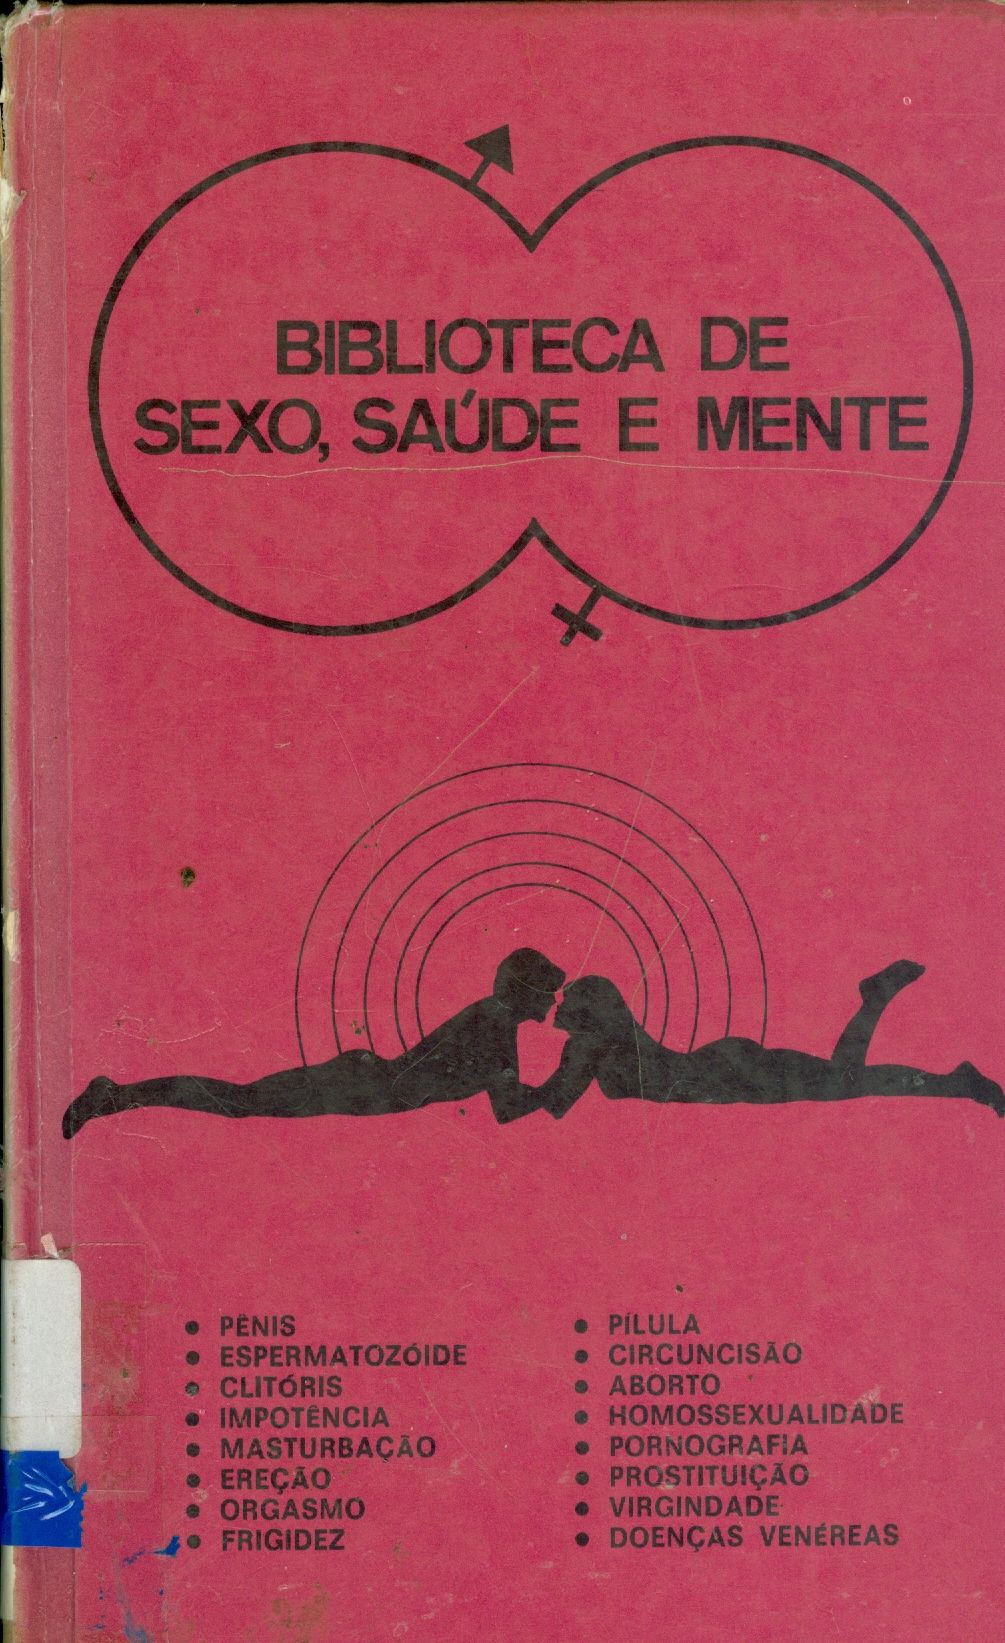 BIBLIOTECA DE
SEXO, SAÚDE E MENTE
• PÊNIS
• ESPERMATOZÓIDE
• CLITÓRIS
• IMPOTÊNCIA
• MASTURBAÇÃO
• EREÇÃO
• ORGASMO
• FRIGIDEZ
• PÍLULA
• CIRCUNCISÃO
• ABORTO
• HOMOSSEXUALIDADE
• PORNOGRAFIA
• PROSTITUIÇÃO
• VIRGINDADE
• DOENÇAS VENÉREAS